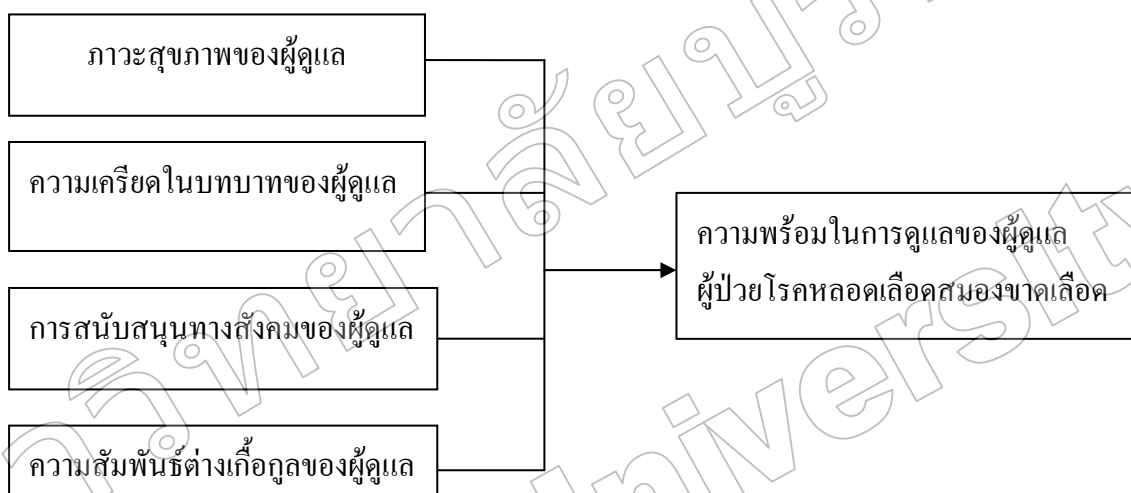 ภาวะสุขภาพของผู้ดูแล
ความเครียดในบทบาทของผู้ดูแล
การสนับสนุนทางสังคมของผู้ดูแล
ความสัมพันธ์ต่างเกื้อกูลของผู้ดูแล
ความพร้อมในการดูแลของผู้ดูแล
ผู้ป่วยโรคหลอดเลือดสมองขาดเลือด
University